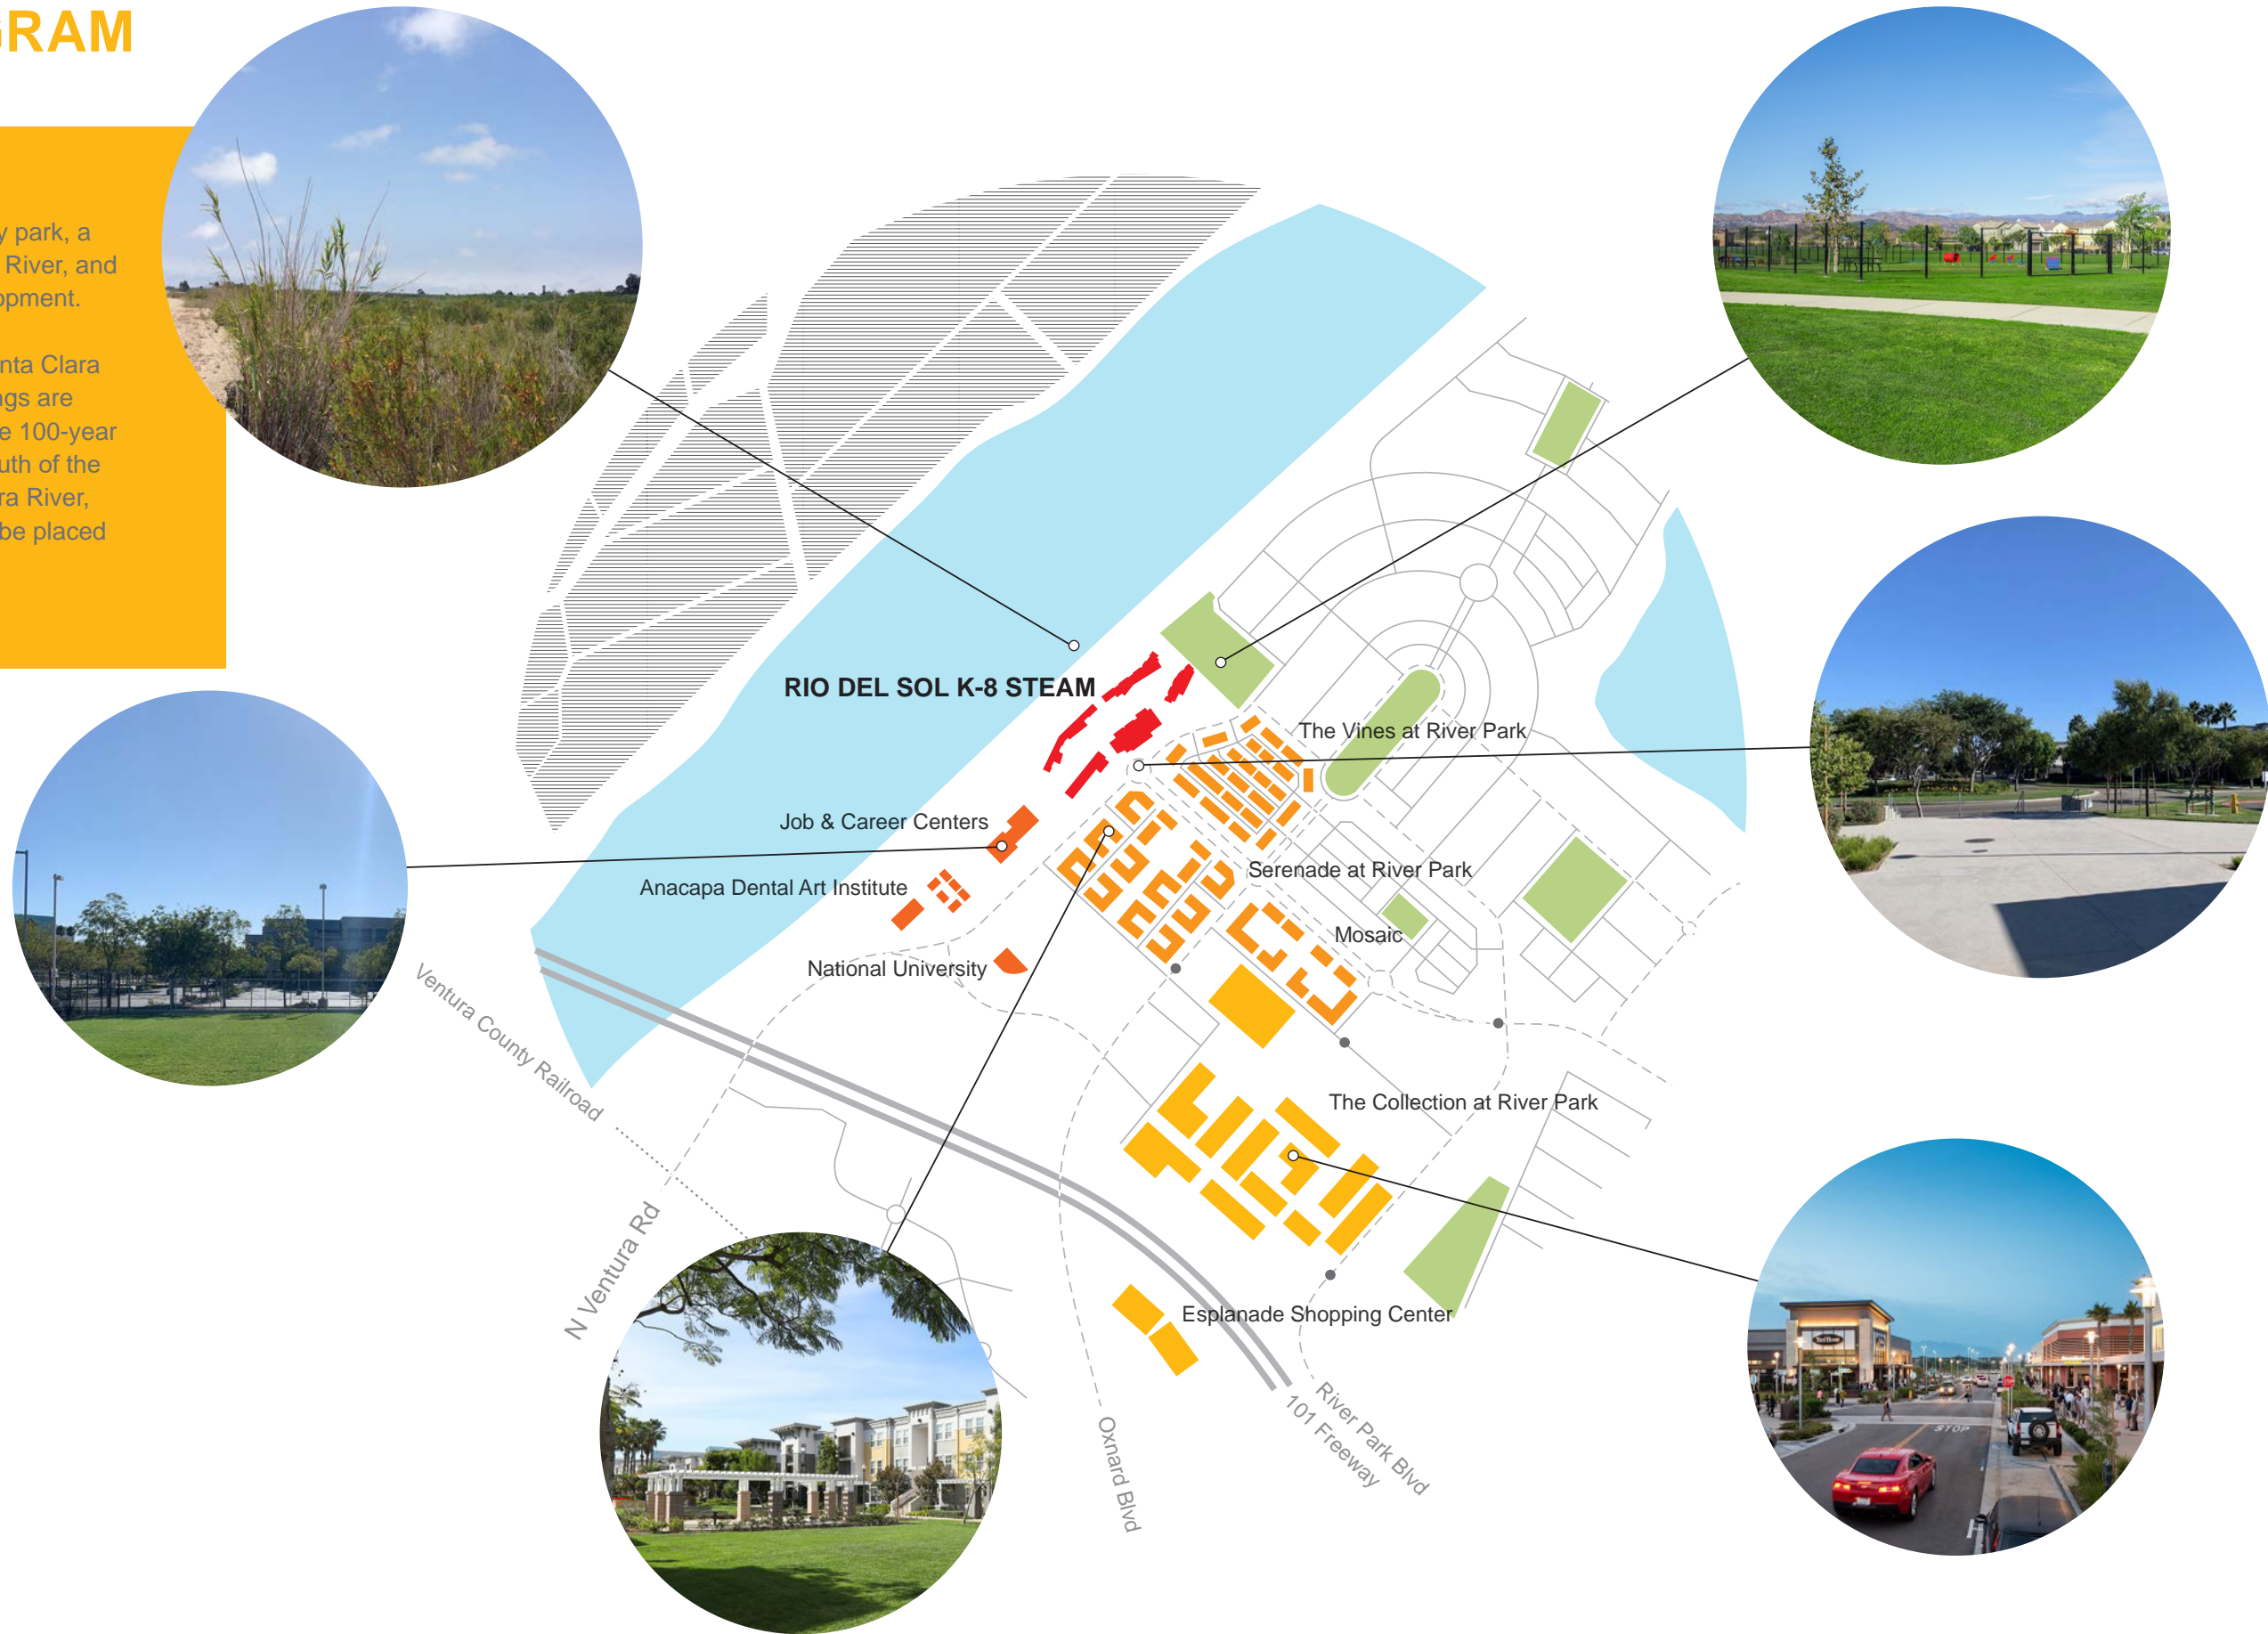 GRAM
y park, a
River, and
opment.
nta Clara
ngs are
e 100-year
uth of the
ra River,
be placed
RIO DEL SOL K-8 STEAM
The Vines at River Park
Job & Career Centers
Serenade at River Park
Anacapa Dental Art Institute
Mosaic
National University
Ventura County Railroad
The Collection at River Park
N Ventura Rd
Esplanade Shopping Center
River Park Blvd
101 Freeway
Oxnard Blvd
STOP